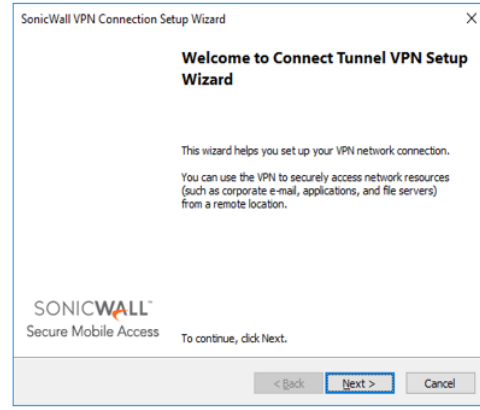 SonicWall VPN Connection Setup Wizard
Welcome to Connect Tunnel VPN Setup
Wizard
This wizard helps you set up your VPN network connection.
You can use the VPN to securely access network resources
(such as corporate e-mail, applications, and file servers)
from a remote location.
SONICWALL™
Secure Mobile Access
To continue, click Next.
< Back
Next >
Cancel